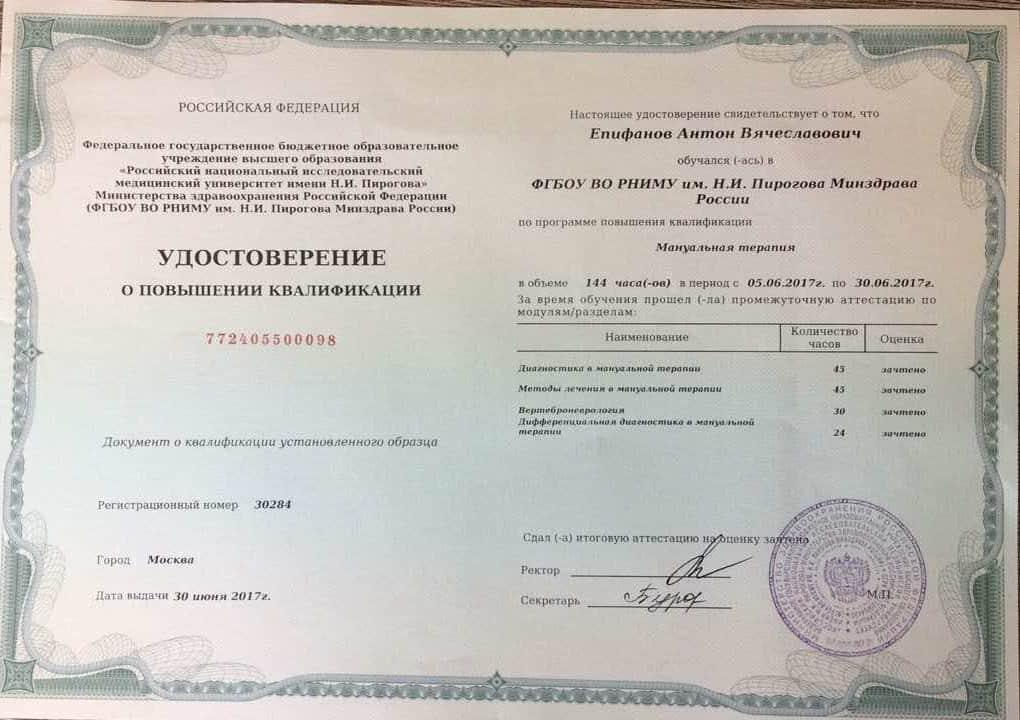 РОССИЙСКАЯ ФЕДЕРАЦИЯ
Федеральное государственное бюджетное образовательное
учреждение высшего образования
«Российский национальный исследовательский
медицинский университет имени Н.И. Пирогова»
Министерства здравоохранения Российской Федерации
(ФГБОУ ВО РНИМУ им. Н.И. Пирогова Минздрава России)
УДОСТОВЕРЕНИЕ
О ПОВЫШЕНИИ КВАЛИФИКАЦИИ
772405500098
Документ о квалификации установленного образца
Регистрационный номер 30284
Город Москва
Дата выдачи 30 июня 2017г.
Настоящее удостоверение свидетельствует о том, что
Епифанов Антон Вячеславович
обучался (-ась) в
ФГБОУ ВО РНИМУ им. Н.И. Пирогова Минздрава
России
по программе повышения квалификации
Мануальная терапия
в объеме 144 часа(-ов) в период с 05.06.2017г. по 30.06.2017г.
За время обучения прошел (-ла) промежуточную аттестацию по
модулям/разделам:
Наименование Количество часов Оценка
Диагностика в мануальной терапии 45 зачтено
Методы лечения в мануальной терапии 45 зачтено
Вертеброневрология 30 зачтено
Дифференциальная диагностика в мануальной
терапии 24 зачтено
Сдал (-а) итоговую аттестацию на оценку зачтено
Ректор
Секретарь
М.П.